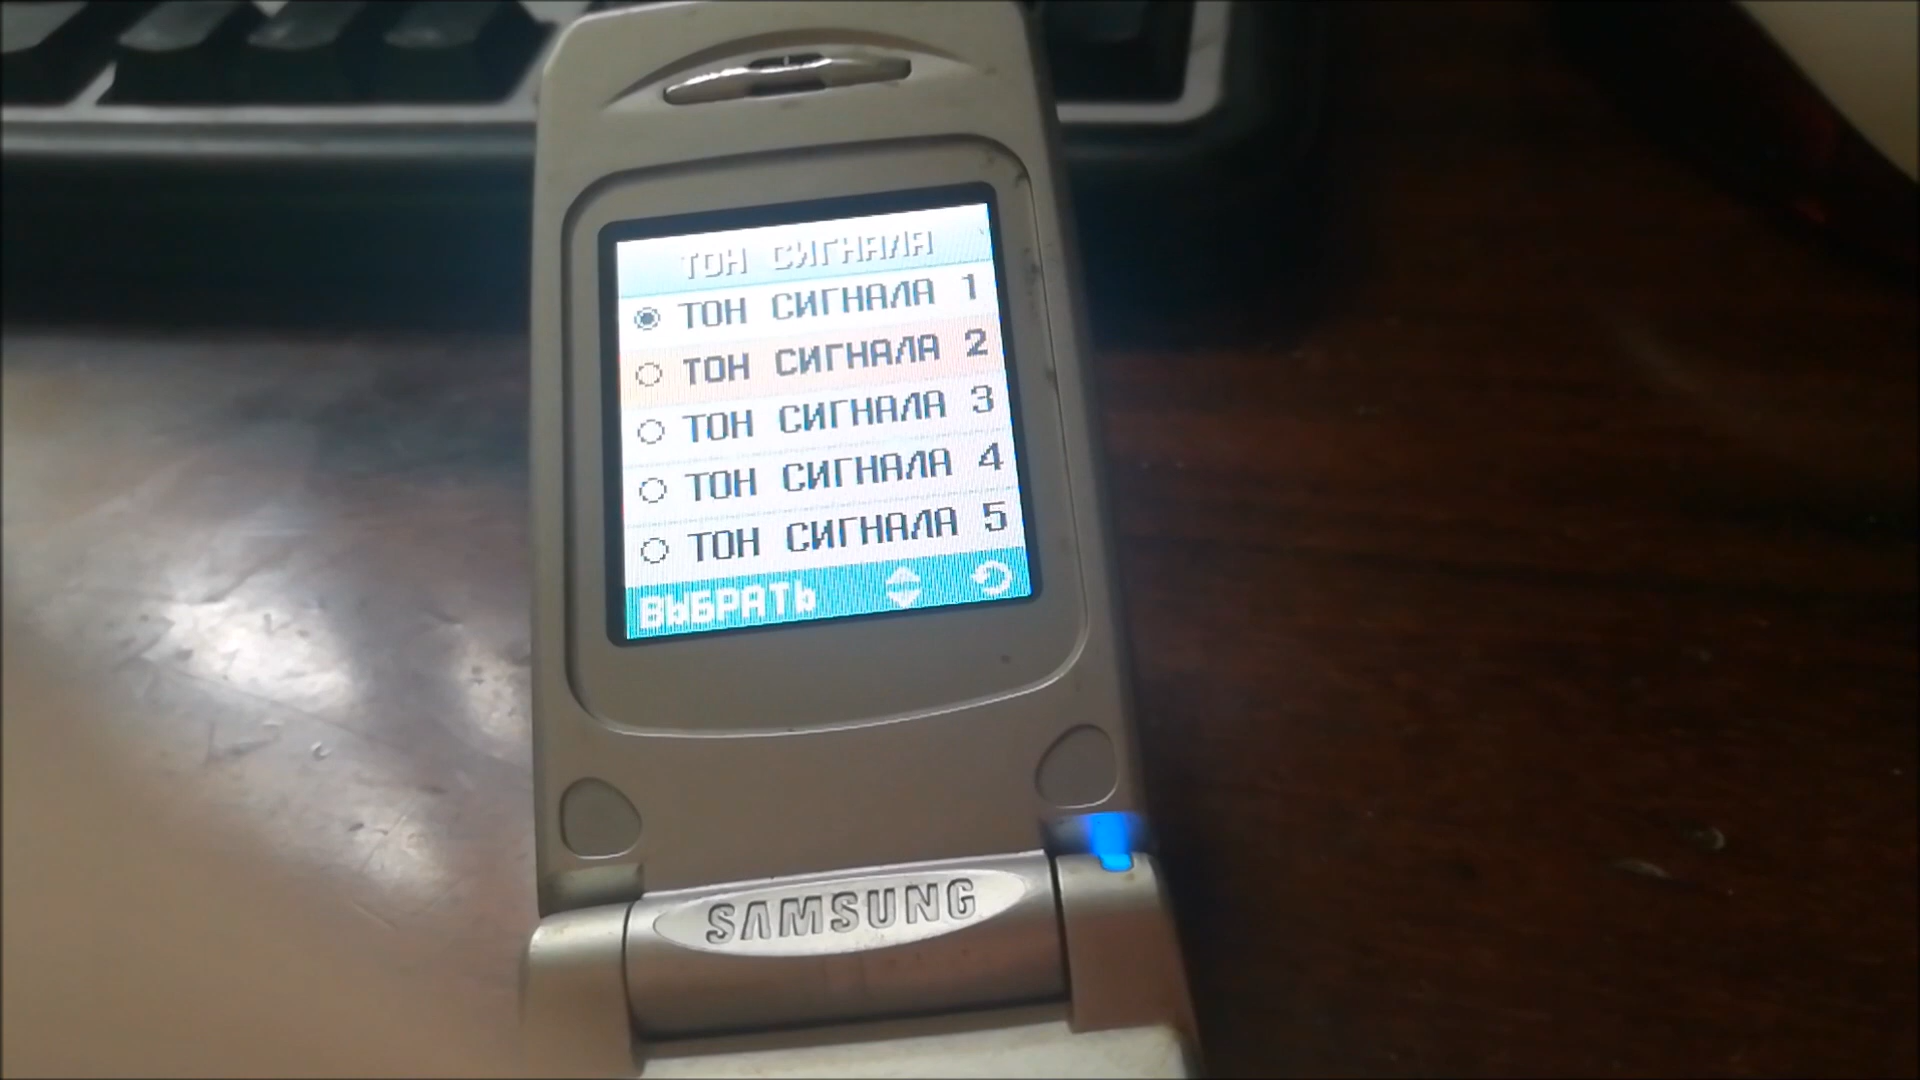 ТОН СИГНАЛА
ТОН СИГНАЛА 1
ТОН СИГНАЛА 2
ТОН СИГНАЛА 3
ТОН СИГНАЛА 4
ТОН СИГНАЛА 5
ВЫБРАТЬ
SAMSUNG